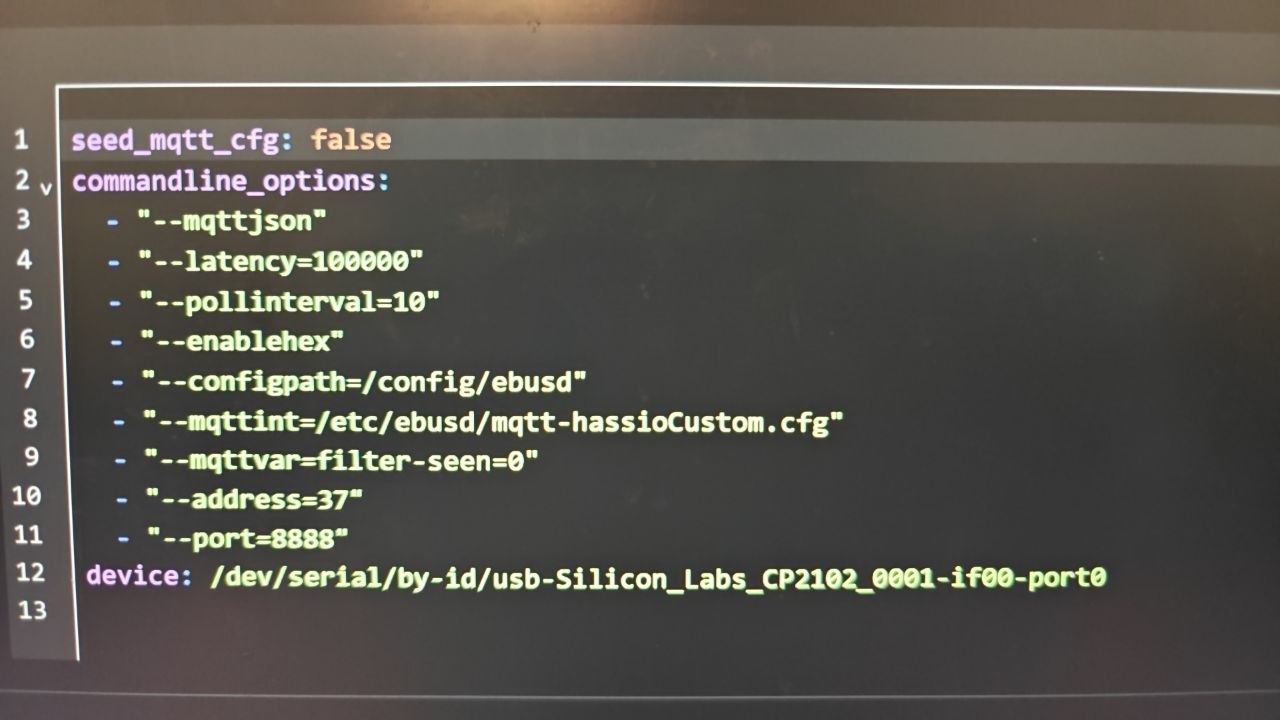 1 seed_mqtt_cfg: false
2 commandline_options:
3 - "--mqttjson"
4 - "--latency=100000"
5 - "--pollinterval=10"
6 - "--enablehex"
7 - "--configpath=/config/ebusd"
8 - "--mqttint=/etc/ebusd/mqtt-hassioCustom.cfg"
9 - "--mqttvar=filter-seen=0"
10 - "--address=37"
11 - "--port=8888"
12 device: /dev/serial/by-id/usb-Silicon_Labs_CP2102_0001-if00-port0
13